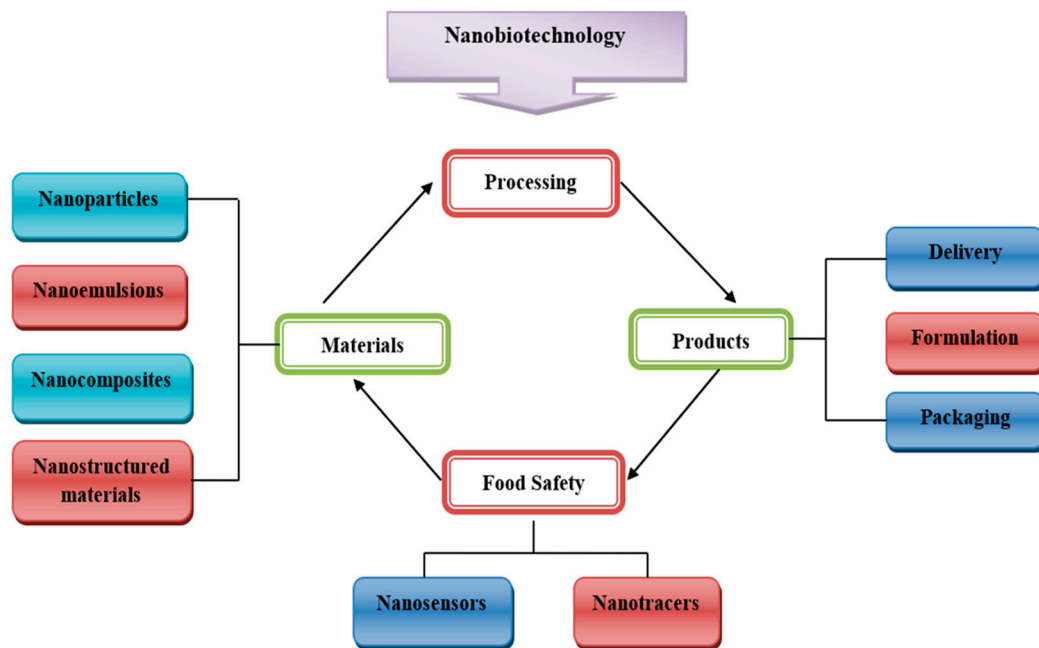 Nanobiotechnology
Processing
Nanoparticles
Nanoemulsions
Nanocomposites
Nanostructured
materials
Materials
Products
Delivery
Formulation
Packaging
Food Safety
Nanosensors
Nanotracers